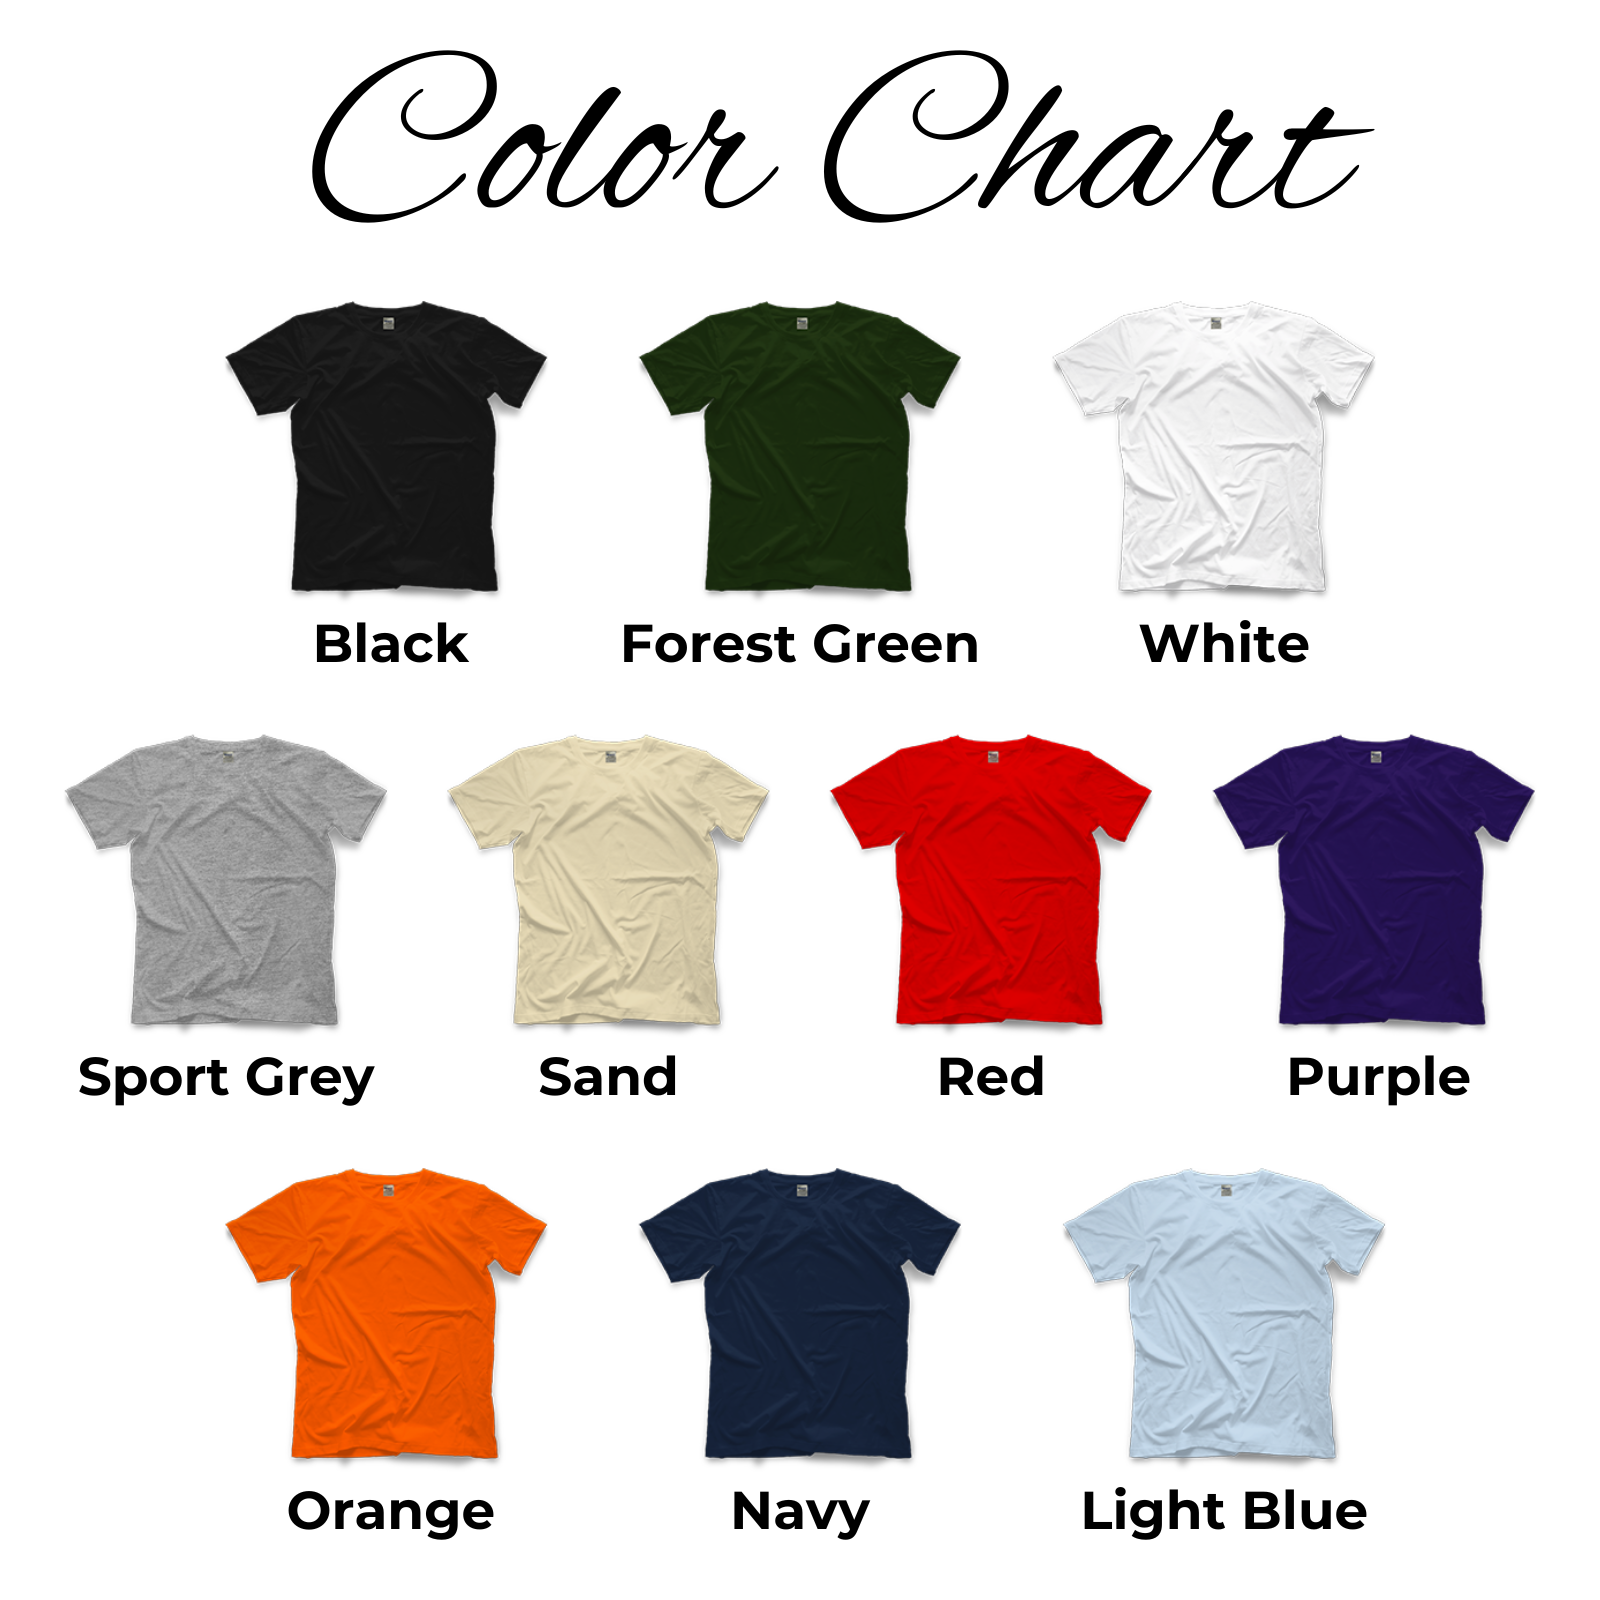 Color Chart
Black
Forest Green
White
Sport Grey
Sand
Red
Purple
Orange
Navy
Light Blue